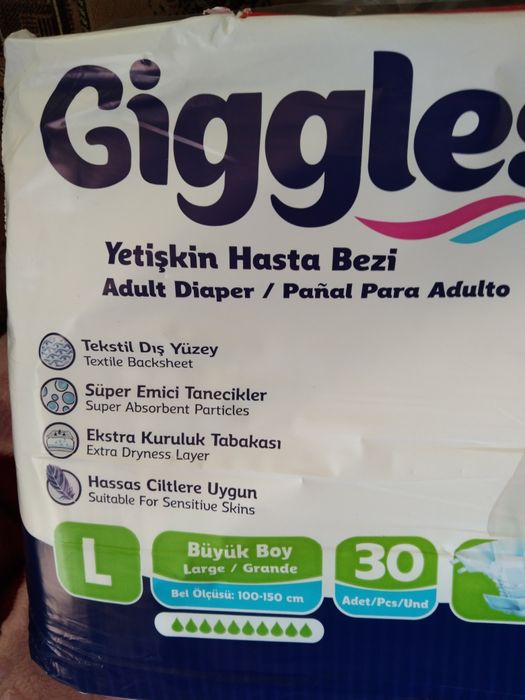 Giggles
Yetişkin Hasta Bezi
Adult Diaper / Pañal Para Adulto
Tekstil Dış Yüzey
Textile Backsheet
Süper Emici Tanecikler
Super Absorbent Particles
Ekstra Kuruluk Tabakası
Extra Dryness Layer
Hassas Ciltlere Uygun
Suitable For Sensitive Skins
L
Büyük Boy
Large / Grande
Bel Ölçüsü: 100-150 cm
30
Adet/Pcs/Und